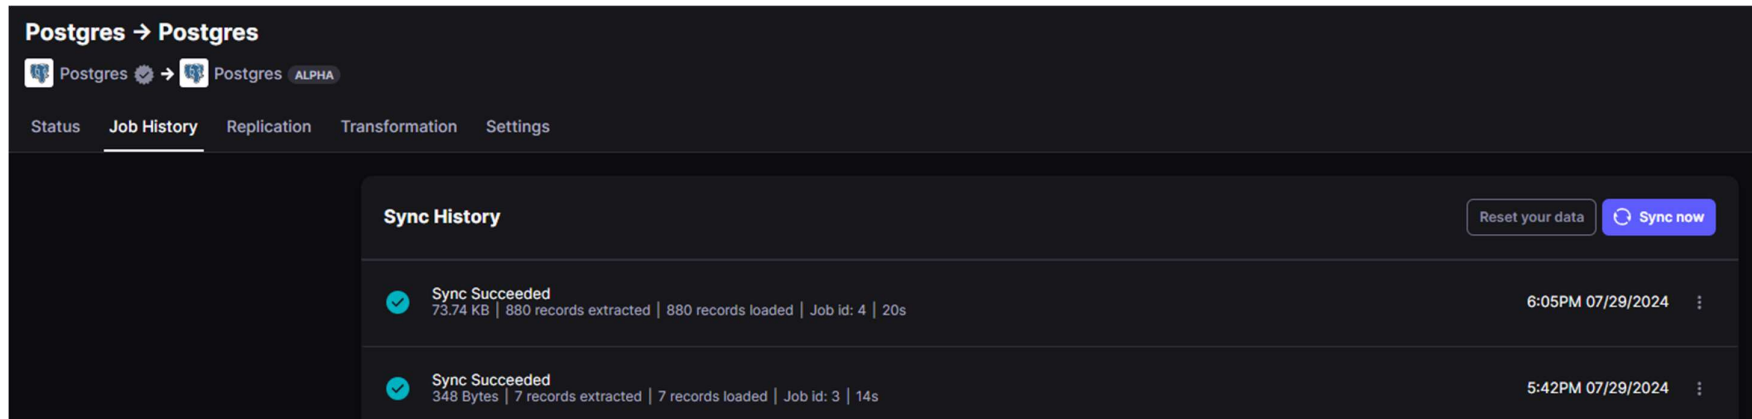 Postgres → Postgres
Postgres → Postgres ALPHA
Status Job History Replication Transformation Settings
Sync History Reset your data Sync now
Sync Succeeded
73.74 KB | 880 records extracted | 880 records loaded | Job id: 4 | 20s
6:05PM 07/29/2024
Sync Succeeded
348 Bytes | 7 records extracted | 7 records loaded | Job id: 3 | 14s
5:42PM 07/29/2024